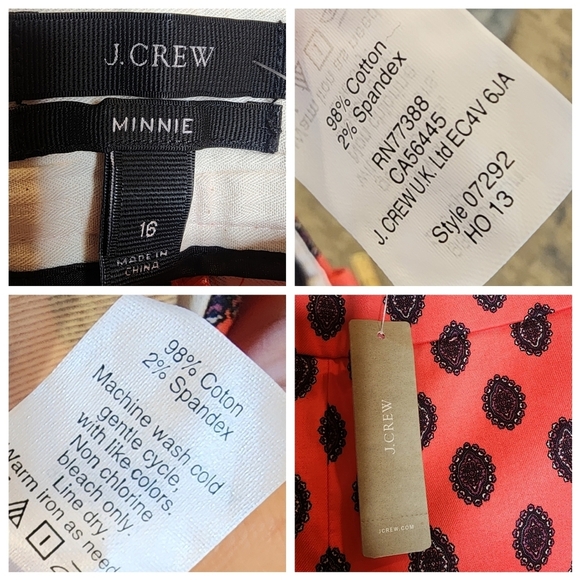 J.CREW
MINNIE
16
MADE IN
CHINA
98% Cotton
2% Spandex
RN77388
CA56445
J. CREW U.K. Ltd EC4V 6JA
Style 07292
HO 13
98% Coton
2% Spandex
Machine wash cold
gentle cycle,
with like colors.
Non chlorine
bleach only.
Line dry.
Warm iron as need
J.CREW
JCREW.COM